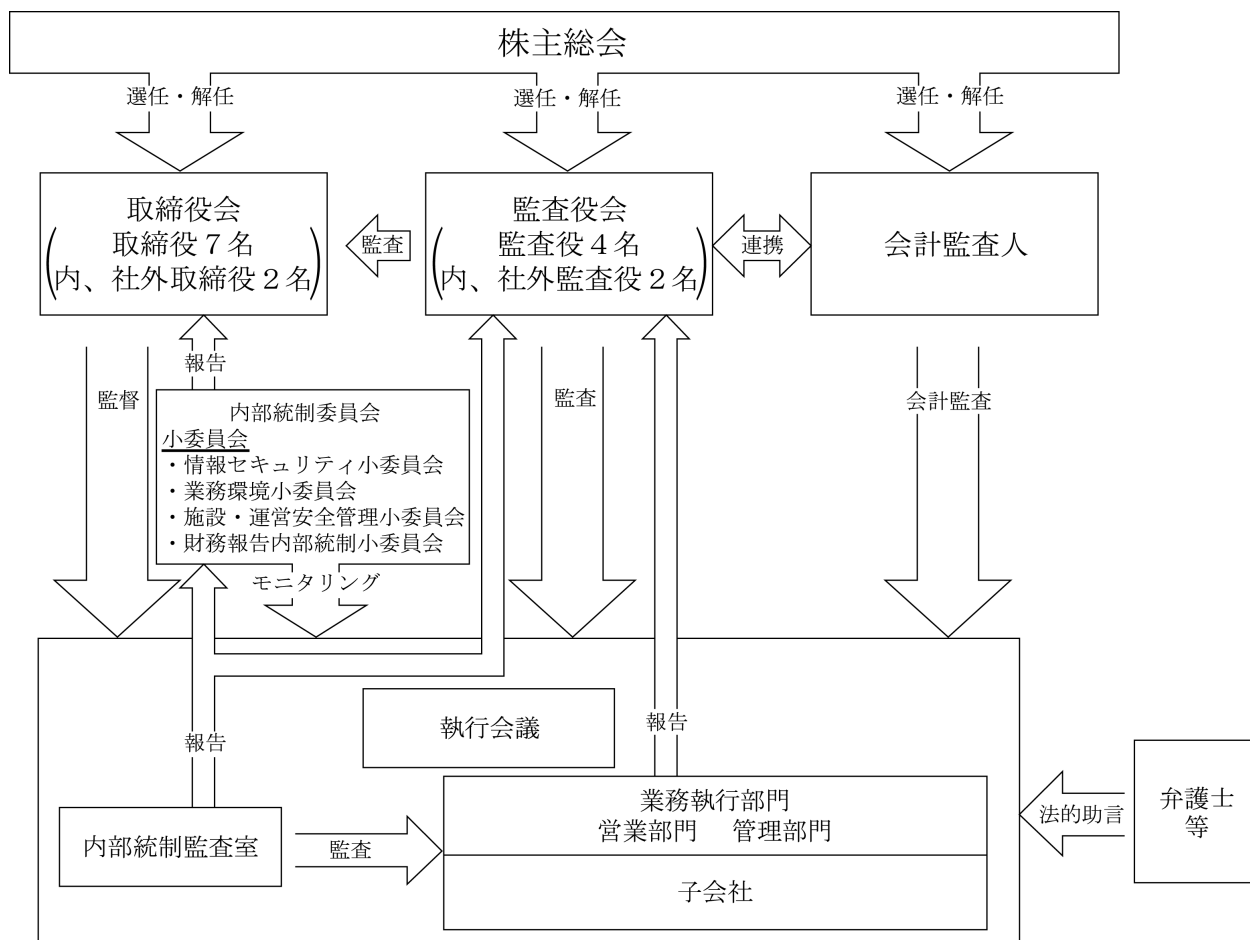 株主総会
選任・解任
選任・解任
選任・解任
取締役会
取締役7名
(内、社外取締役2名)
監査
監査役会
監査役4名
(内、社外監査役2名)
連携
会計監査人
報告
監督
監査
会計監査
内部統制委員会
小委員会
・情報セキュリティ小委員会
・業務環境小委員会
・施設・運営安全管理小委員会
・財務報告内部統制小委員会
モニタリング
執行会議
報告
報告
業務執行部門
営業部門 管理部門
子会社
内部統制監査室
監査
法的助言
弁護士
等